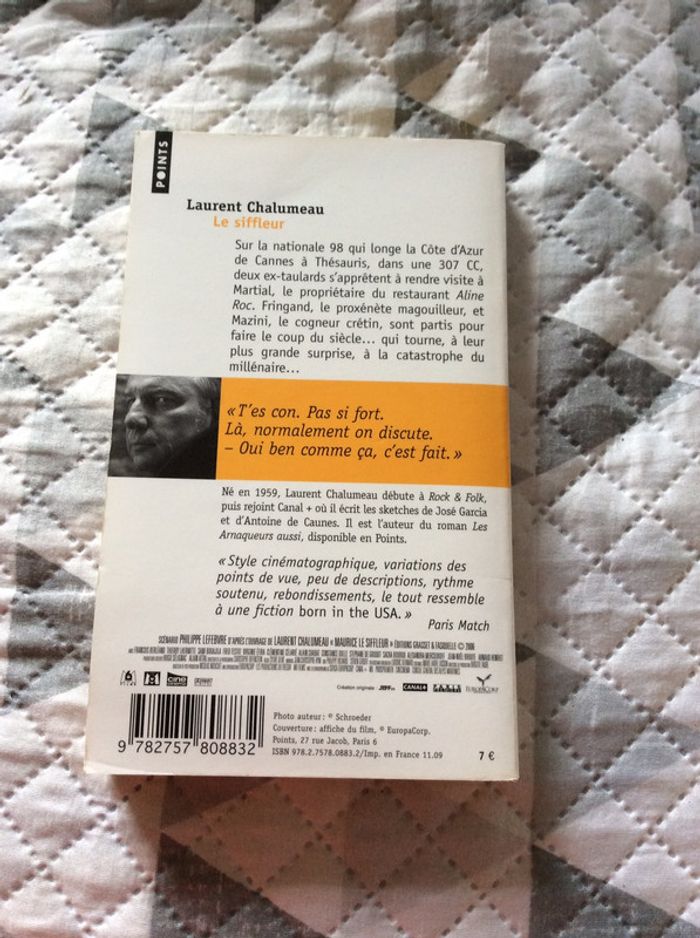 POINTS
Laurent Chalumeau
Le siffleur
Sur la nationale 98 qui longe la Côte d'Azur
de Cannes à Thésauris, dans une 307 CC,
deux ex-taulards s'apprêtent à rendre visite à
Martial, le propriétaire du restaurant Aline
Roc. Fringand, le proxénète magouilleur, et
Mazini, le cogneur crétin, sont partis pour
faire le coup du siècle... qui tourne, à leur
plus grande surprise, à la catastrophe du
millénaire...
« T'es con. Pas si fort.
Là, normalement on discute.
– Oui ben comme ça, c'est fait. »
Né en 1959, Laurent Chalumeau débute à Rock & Folk,
puis rejoint Canal + où il écrit les sketches de José Garcia
et d'Antoine de Caunes. Il est l'auteur du roman Les
Arnaqueurs aussi, disponible en Points.
« Style cinématographique, variations des
points de vue, peu de descriptions, rythme
soutenu, rebondissements, le tout ressemble
à une fiction born in the USA. »
Paris Match
SCÉNARIO PHILIPPE LEFEBVRE D'APRÈS L'OUVRAGE DE LAURENT CHALUMEAU « MAURICE LE SIFFLEUR » ÉDITIONS GRASSET & FASQUELLE © 2006
Création originale CANAL+ EUROPACORP
Photo auteur : © Schroeder
Couverture : affiche du film, © EuropaCorp.
Points, 27 rue Jacob, Paris 6
ISBN 978.2.7578.0883.2/Imp. en France 11.09 7 €
9 782757 808832